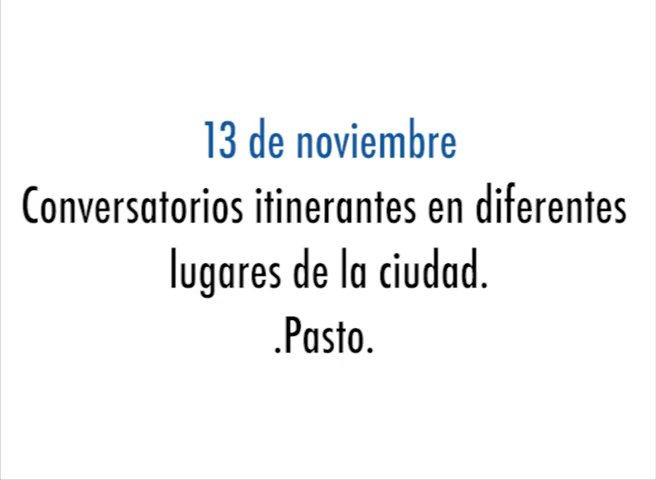 13 de noviembre
Conversatorios itinerantes en diferentes
lugares de la ciudad.
.Pasto.